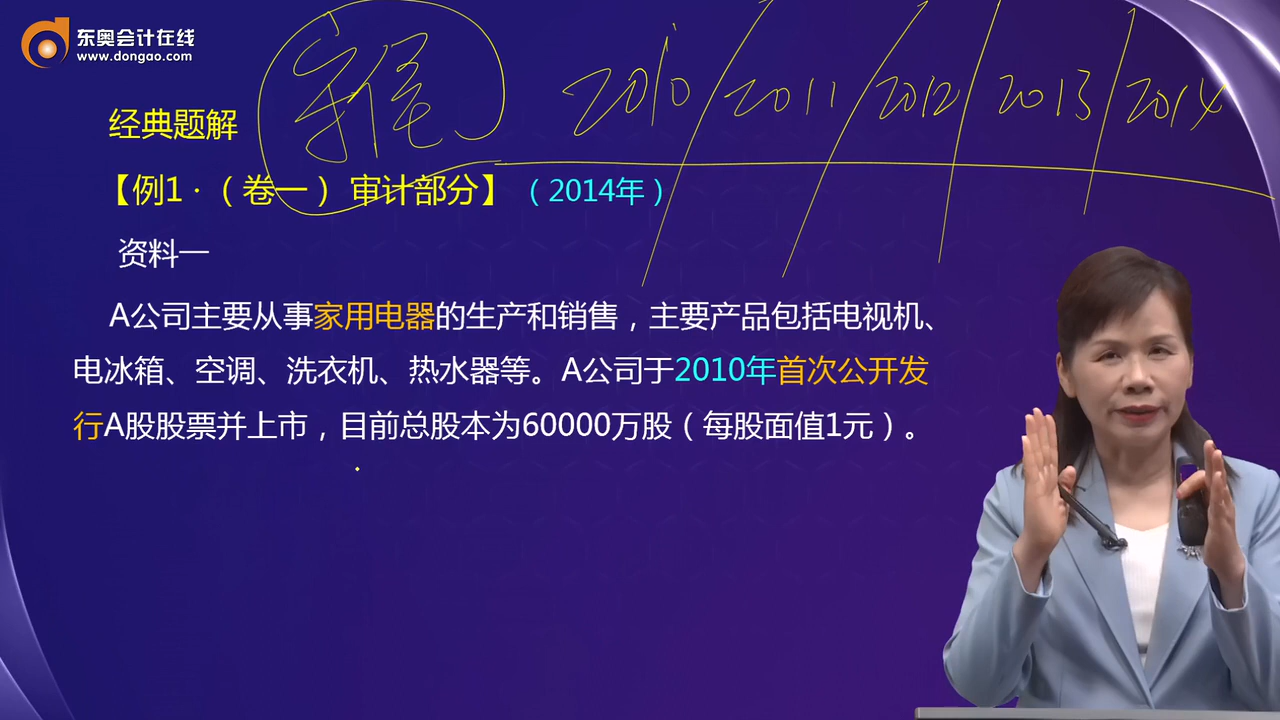 东奥会计在线
www.dongao.com
2010 2011 2012 2013 2014
经典题解
【例1·（卷一） 审计部分】（2014年）
资料一
A公司主要从事家用电器的生产和销售，主要产品包括电视机、
电冰箱、空调、洗衣机、热水器等。A公司于2010年首次公开发
行A股股票并上市，目前总股本为60000万股（每股面值1元）。